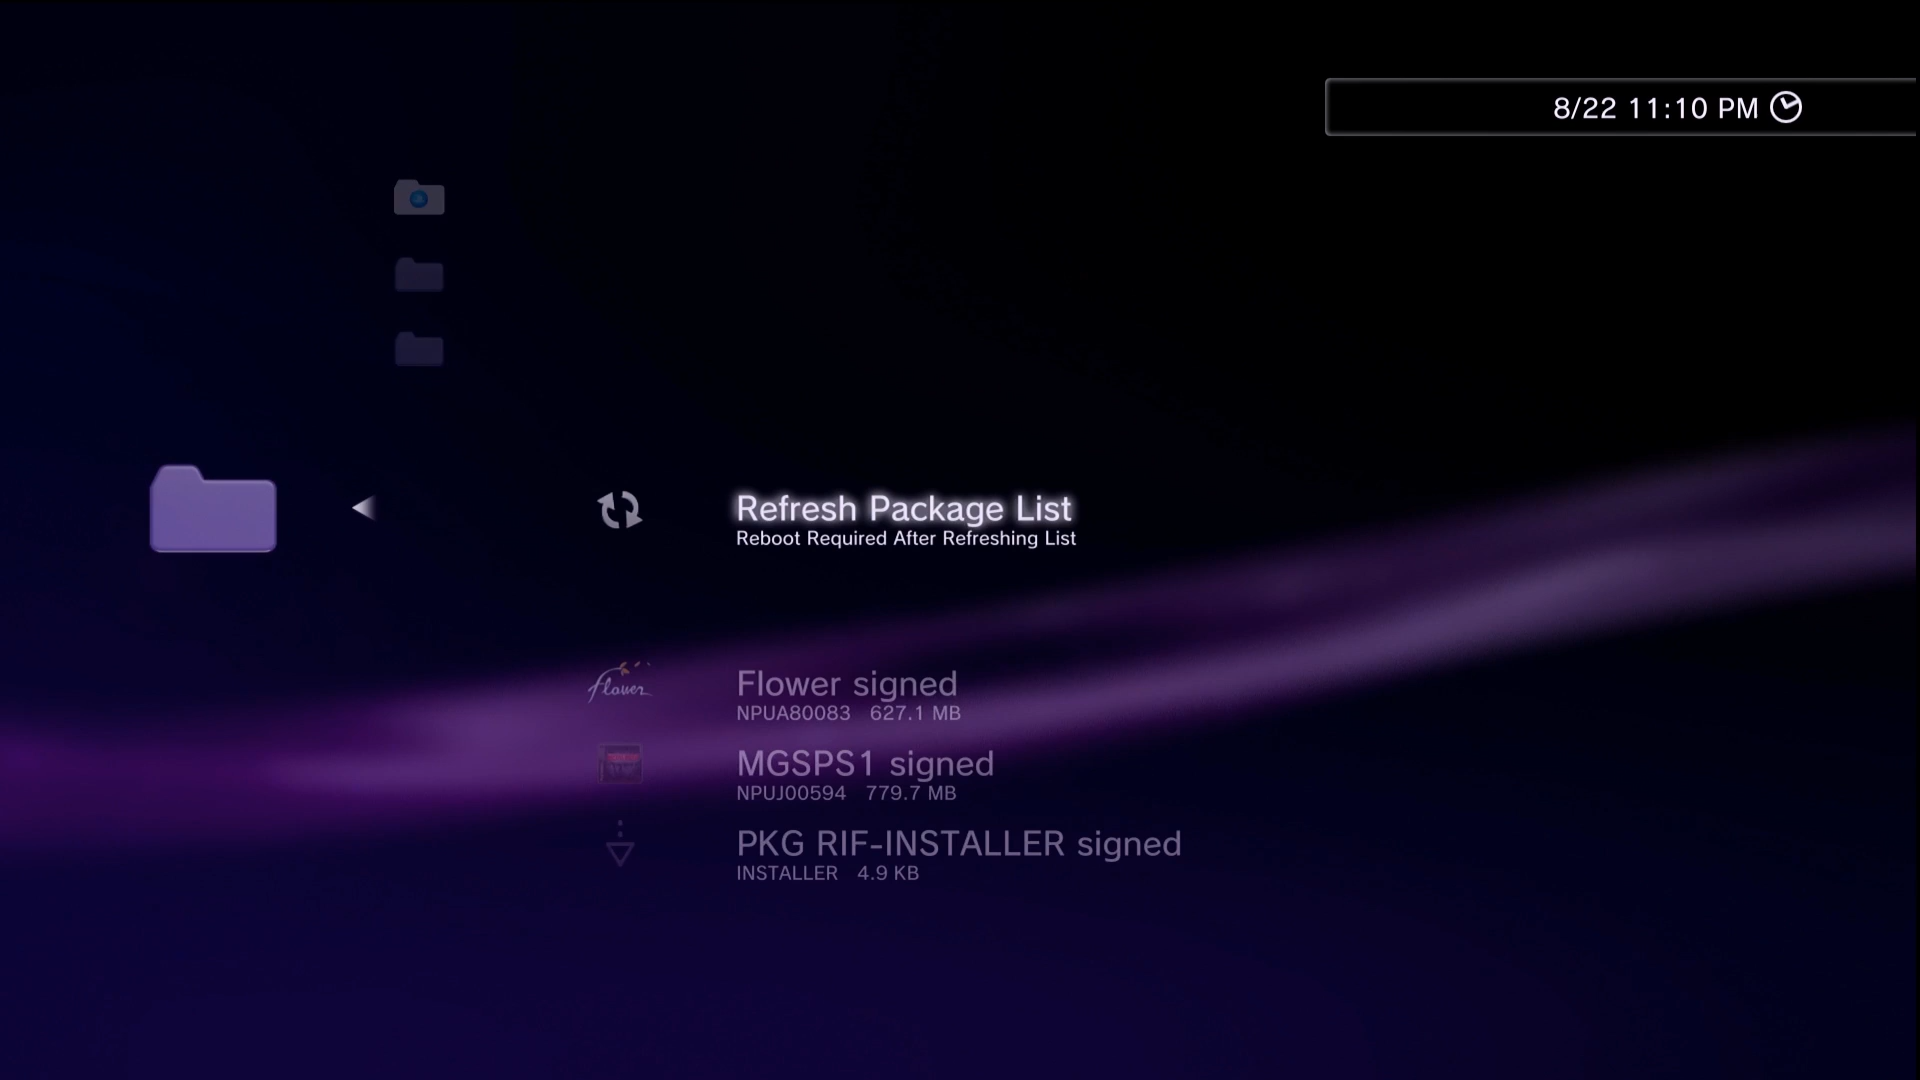 8/22 11:10 PM
Refresh Package List
Reboot Required After Refreshing List
flower
Flower signed
NPUA80083 627.1 MB
MGSPS1 signed
NPUJ00594 779.7 MB
PKG RIF-INSTALLER signed
INSTALLER 4.9 KB